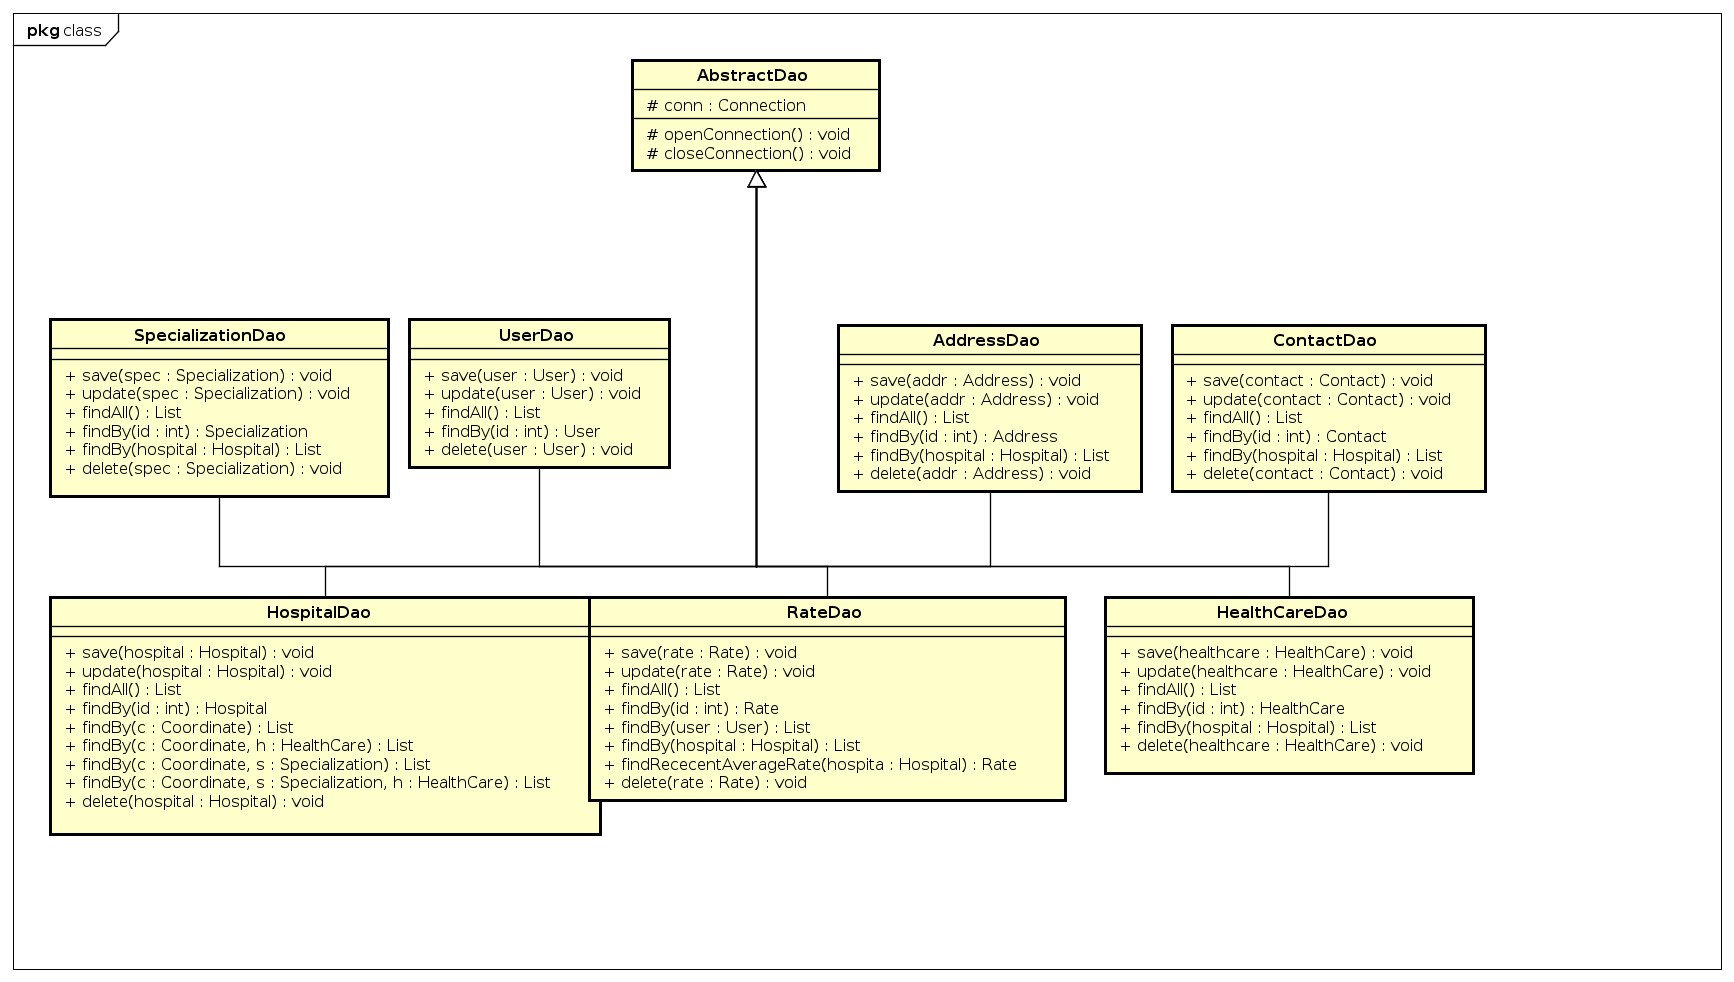 pkg class
AbstractDao
# conn : Connection
# openConnection() : void
# closeConnection() : void
SpecializationDao
+ save(spec : Specialization) : void
+ update(spec : Specialization) : void
+ findAll() : List
+ findBy(id : int) : Specialization
+ findBy(hospital : Hospital) : List
+ delete(spec : Specialization) : void
UserDao
+ save(user : User) : void
+ update(user : User) : void
+ findAll() : List
+ findBy(id : int) : User
+ delete(user : User) : void
AddressDao
+ save(addr : Address) : void
+ update(addr : Address) : void
+ findAll() : List
+ findBy(id : int) : Address
+ findBy(hospital : Hospital) : List
+ delete(addr : Address) : void
ContactDao
+ save(contact : Contact) : void
+ update(contact : Contact) : void
+ findAll() : List
+ findBy(id : int) : Contact
+ findBy(hospital : Hospital) : List
+ delete(contact : Contact) : void
HospitalDao
+ save(hospital : Hospital) : void
+ update(hospital : Hospital) : void
+ findAll() : List
+ findBy(id : int) : Hospital
+ findBy(c : Coordinate) : List
+ findBy(c : Coordinate, h : HealthCare) : List
+ findBy(c : Coordinate, s : Specialization) : List
+ findBy(c : Coordinate, s : Specialization, h : HealthCare) : List
+ delete(hospital : Hospital) : void
RateDao
+ save(rate : Rate) : void
+ update(rate : Rate) : void
+ findAll() : List
+ findBy(id : int) : Rate
+ findBy(user : User) : List
+ findBy(hospital : Hospital) : List
+ findRececentAverageRate(hospita : Hospital) : Rate
+ delete(rate : Rate) : void
HealthCareDao
+ save(healthcare : HealthCare) : void
+ update(healthcare : HealthCare) : void
+ findAll() : List
+ findBy(id : int) : HealthCare
+ findBy(hospital : Hospital) : List
+ delete(healthcare : HealthCare) : void